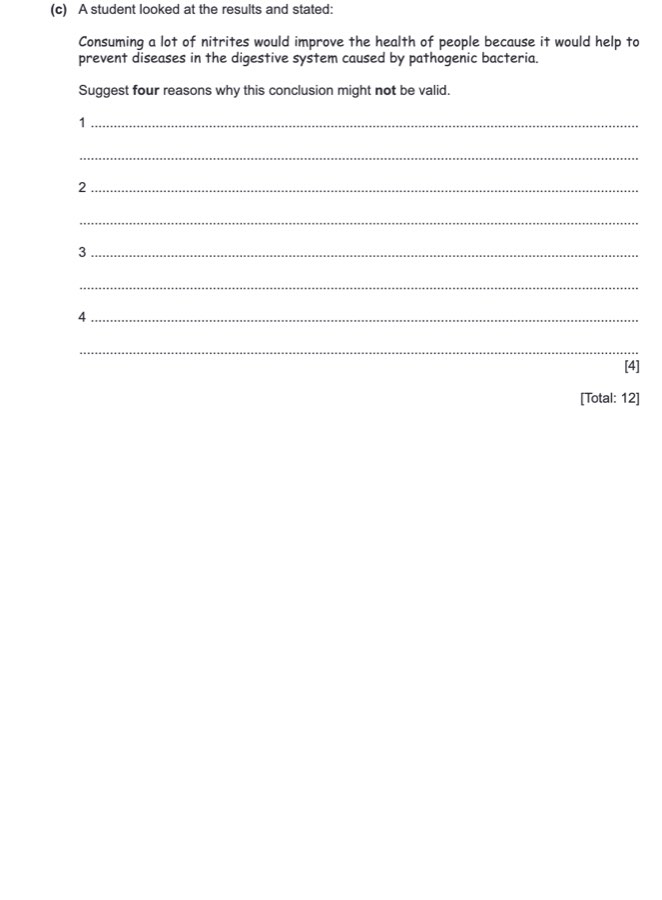 (c) A student looked at the results and stated:
Consuming a lot of nitrites would improve the health of people because it would help to
prevent diseases in the digestive system caused by pathogenic bacteria.
Suggest four reasons why this conclusion might not be valid.
1 ..........
..........
2 ..........
..........
3 ..........
..........
4 ..........
..........
[4]
[Total: 12]